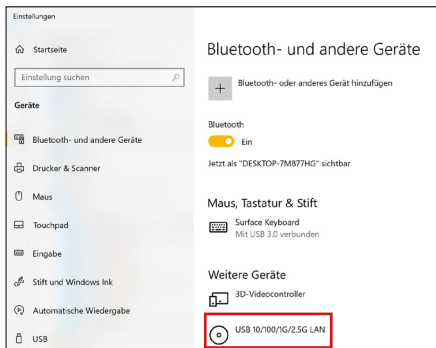 Einstellungen
Startseite
Einstellung suchen
Geräte
Bluetooth- und andere Geräte
Drucker & Scanner
Maus
Touchpad
Eingabe
Stift und Windows Ink
Automatische Wiedergabe
USB
Bluetooth- und andere Geräte
Bluetooth- oder anderes Gerät hinzufügen
Bluetooth
Ein
Jetzt als "DESKTOP-7M877HG" sichtbar
Maus, Tastatur & Stift
Surface Keyboard
Mit USB 3.0 verbunden
Weitere Geräte
3D-Videocontroller
USB 10/100/1G/2.5G LAN